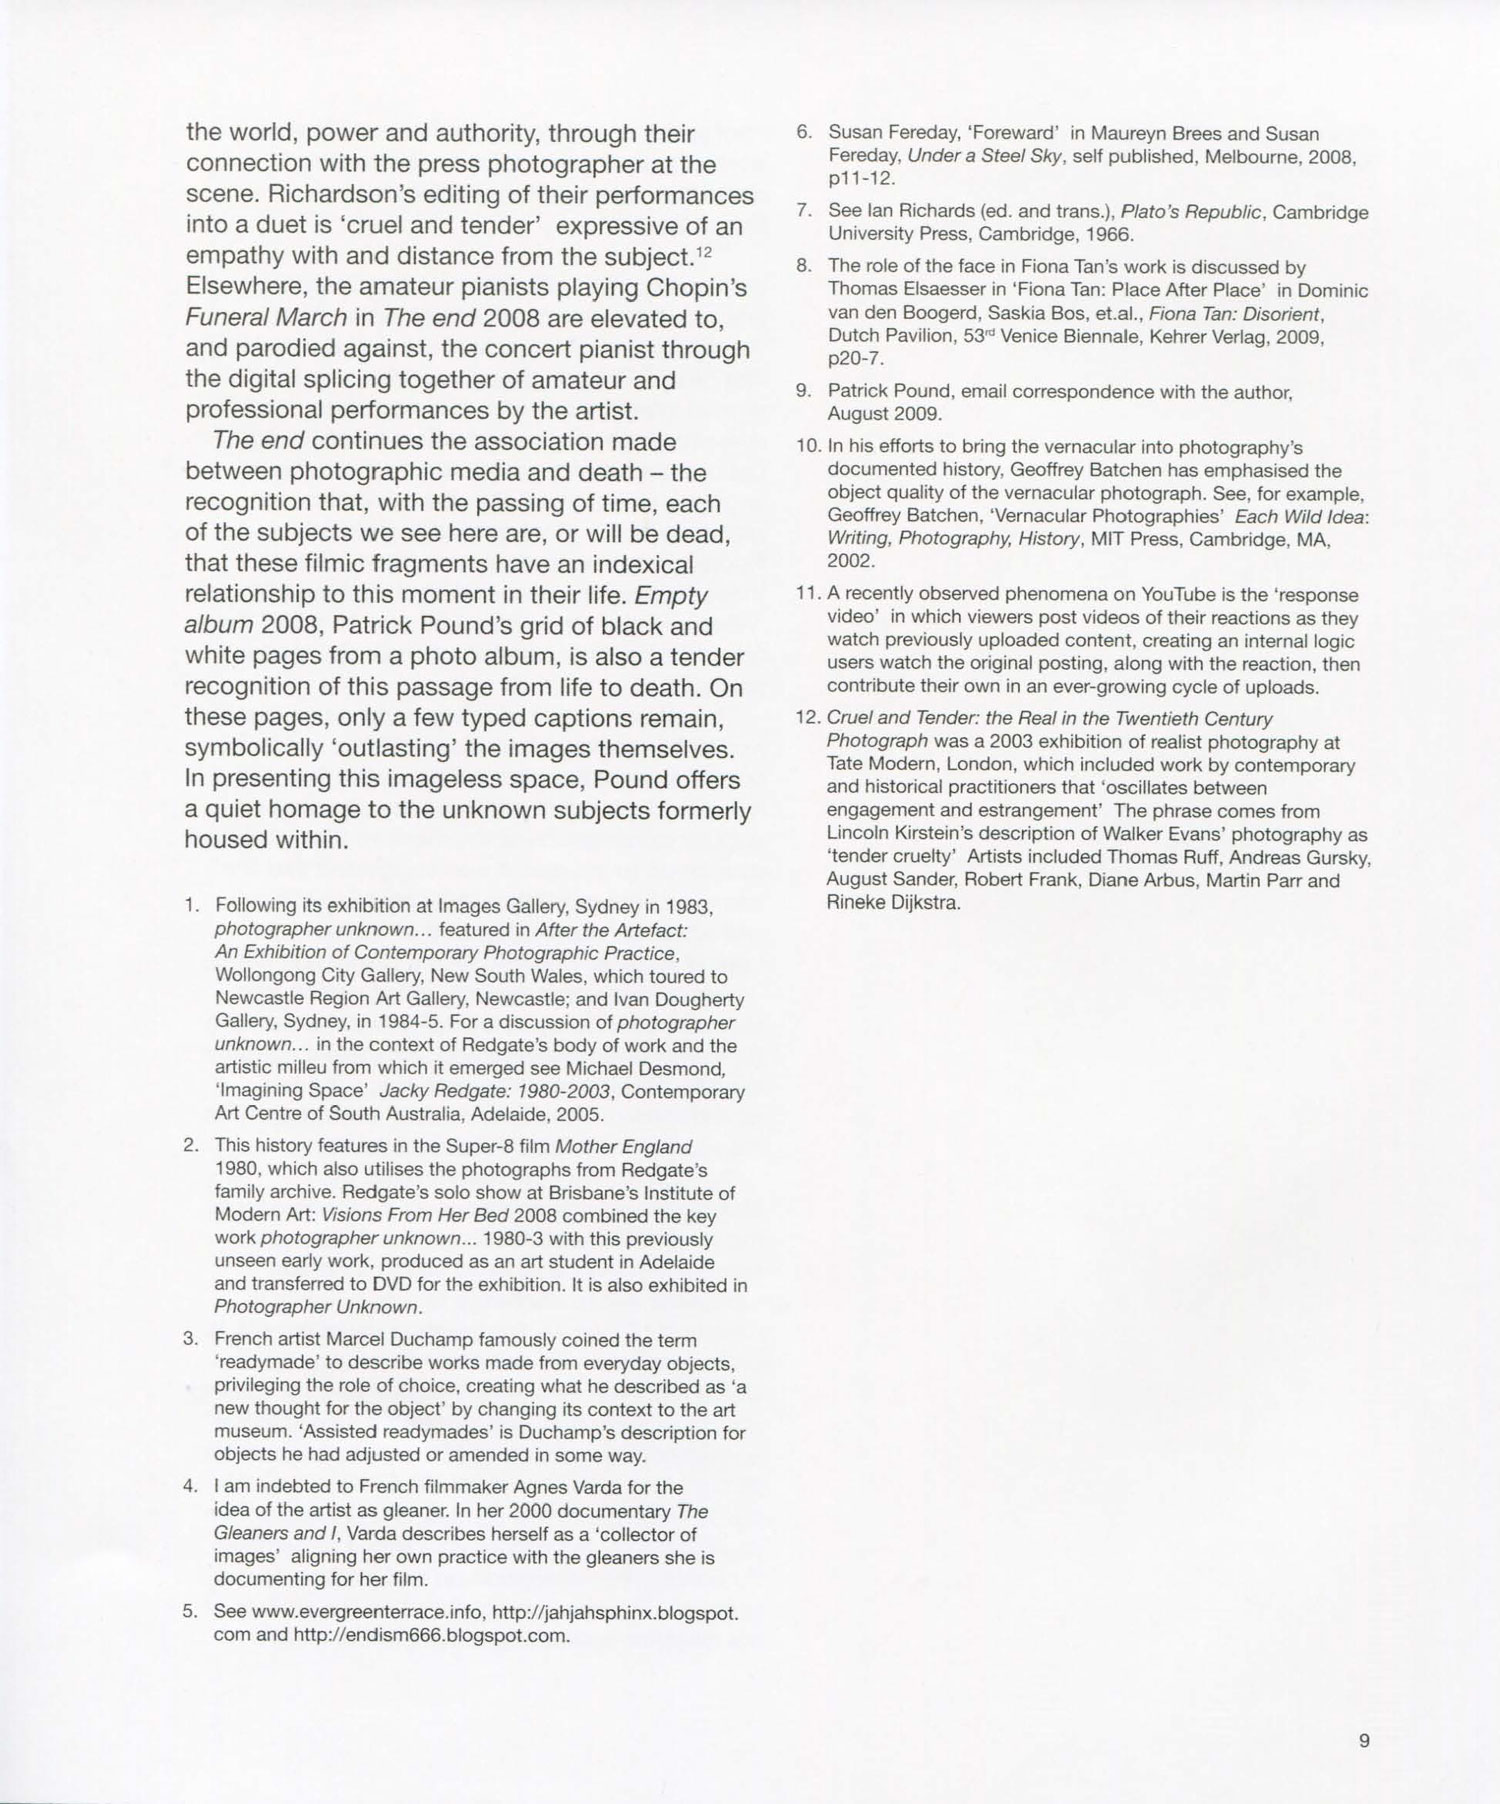 the world, power and authority, through their
connection with the press photographer at the
scene. Richardson's editing of their performances
into a duet is ‘cruel and tender’ expressive of an
empathy with and distance from the subject.12
Elsewhere, the amateur pianists playing Chopin's
Funeral March in The end 2008 are elevated to,
and parodied against, the concert pianist through
the digital splicing together of amateur and
professional performances by the artist.
The end continues the association made
between photographic media and death – the
recognition that, with the passing of time, each
of the subjects we see here are, or will be dead,
that these filmic fragments have an indexical
relationship to this moment in their life. Empty
album 2008, Patrick Pound's grid of black and
white pages from a photo album, is also a tender
recognition of this passage from life to death. On
these pages, only a few typed captions remain,
symbolically ‘outlasting’ the images themselves.
In presenting this imageless space, Pound offers
a quiet homage to the unknown subjects formerly
housed within.
1. Following its exhibition at Images Gallery, Sydney in 1983,
photographer unknown... featured in After the Artefact:
An Exhibition of Contemporary Photographic Practice,
Wollongong City Gallery, New South Wales, which toured to
Newcastle Region Art Gallery, Newcastle; and Ivan Dougherty
Gallery, Sydney, in 1984-5. For a discussion of photographer
unknown... in the context of Redgate's body of work and the
artistic milleu from which it emerged see Michael Desmond,
‘Imagining Space’ Jacky Redgate: 1980-2003, Contemporary
Art Centre of South Australia, Adelaide, 2005.
2. This history features in the Super-8 film Mother England
1980, which also utilises the photographs from Redgate's
family archive. Redgate's solo show at Brisbane's Institute of
Modern Art: Visions From Her Bed 2008 combined the key
work photographer unknown... 1980-3 with this previously
unseen early work, produced as an art student in Adelaide
and transferred to DVD for the exhibition. It is also exhibited in
Photographer Unknown.
3. French artist Marcel Duchamp famously coined the term
‘readymade’ to describe works made from everyday objects,
privileging the role of choice, creating what he described as ‘a
new thought for the object’ by changing its context to the art
museum. ‘Assisted readymades’ is Duchamp's description for
objects he had adjusted or amended in some way.
4. I am indebted to French filmmaker Agnes Varda for the
idea of the artist as gleaner. In her 2000 documentary The
Gleaners and I, Varda describes herself as a ‘collector of
images’ aligning her own practice with the gleaners she is
documenting for her film.
5. See www.evergreenterrace.info, http://jahjahsphinx.blogspot.
com and http://endism666.blogspot.com.
6. Susan Fereday, ‘Foreward’ in Maureyn Brees and Susan
Fereday, Under a Steel Sky, self published, Melbourne, 2008,
p11-12.
7. See Ian Richards (ed. and trans.), Plato's Republic, Cambridge
University Press, Cambridge, 1966.
8. The role of the face in Fiona Tan's work is discussed by
Thomas Elsaesser in ‘Fiona Tan: Place After Place’ in Dominic
van den Boogerd, Saskia Bos, et.al., Fiona Tan: Disorient,
Dutch Pavilion, 53rd Venice Biennale, Kehrer Verlag, 2009,
p20-7.
9. Patrick Pound, email correspondence with the author,
August 2009.
10. In his efforts to bring the vernacular into photography's
documented history, Geoffrey Batchen has emphasised the
object quality of the vernacular photograph. See, for example,
Geoffrey Batchen, ‘Vernacular Photographies’ Each Wild Idea:
Writing, Photography, History, MIT Press, Cambridge, MA,
2002.
11. A recently observed phenomena on YouTube is the ‘response
video’ in which viewers post videos of their reactions as they
watch previously uploaded content, creating an internal logic
users watch the original posting, along with the reaction, then
contribute their own in an ever-growing cycle of uploads.
12. Cruel and Tender: the Real in the Twentieth Century
Photograph was a 2003 exhibition of realist photography at
Tate Modern, London, which included work by contemporary
and historical practitioners that ‘oscillates between
engagement and estrangement’ The phrase comes from
Lincoln Kirstein's description of Walker Evans’ photography as
‘tender cruelty’ Artists included Thomas Ruff, Andreas Gursky,
August Sander, Robert Frank, Diane Arbus, Martin Parr and
Rineke Dijkstra.
9